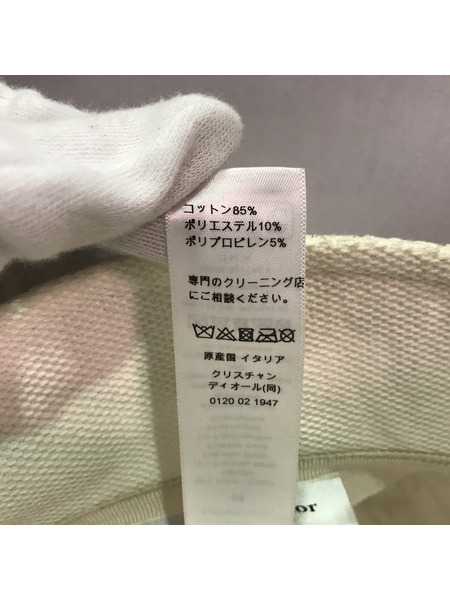 コットン85%
ポリエステル10%
ポリプロピレン5%
専門のクリーニング店
にご相談ください。
原産国 イタリア
クリスチャン
ディオール(同)
0120 02 1947
or